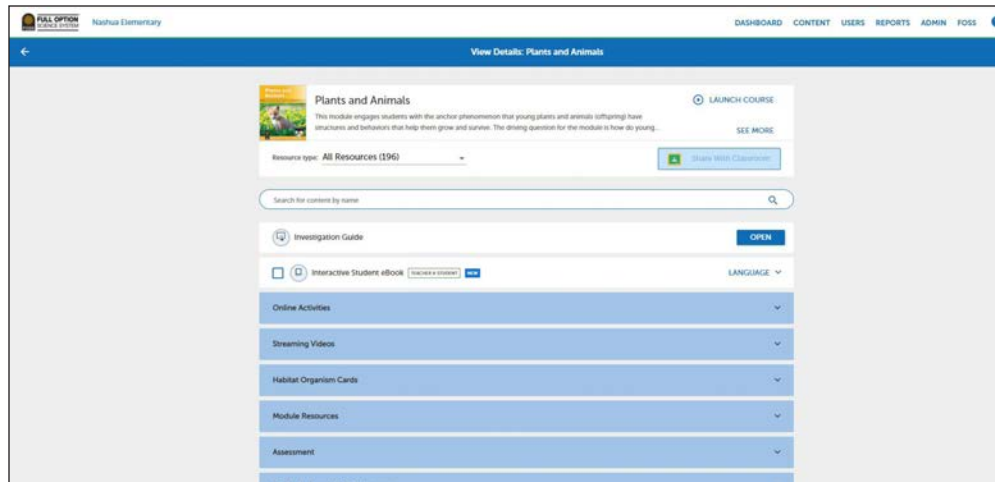 FULL OPTION
SCIENCE SYSTEM
Nashua Elementary
DASHBOARD CONTENT USERS REPORTS ADMIN FOSS
View Details: Plants and Animals
Plants and Animals
Plants and Animals
LAUNCH COURSE
This module engages students with the anchor phenomenon that young plants and animals (offspring) have
structures and behaviors that help them grow and survive. The driving question for the module is how do young...
SEE MORE
Resource type: All Resources (196)
Share With Classroom
Search for content by name
Investigation Guide
OPEN
Interactive Student eBook TEACHER & STUDENT NEW
LANGUAGE
Online Activities
Streaming Videos
Habitat Organism Cards
Module Resources
Assessment